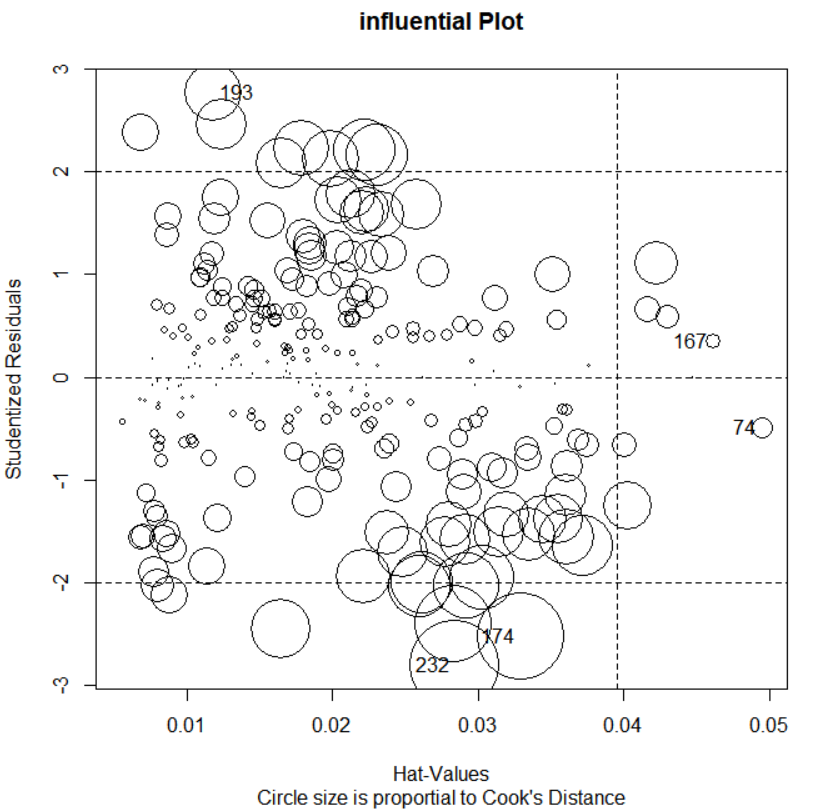 influential Plot
3
2
1
0
-1
-2
-3
Studentized Residuals
193
167
74
174
232
0.01 0.02 0.03 0.04 0.05
Hat-Values
Circle size is proportial to Cook's Distance